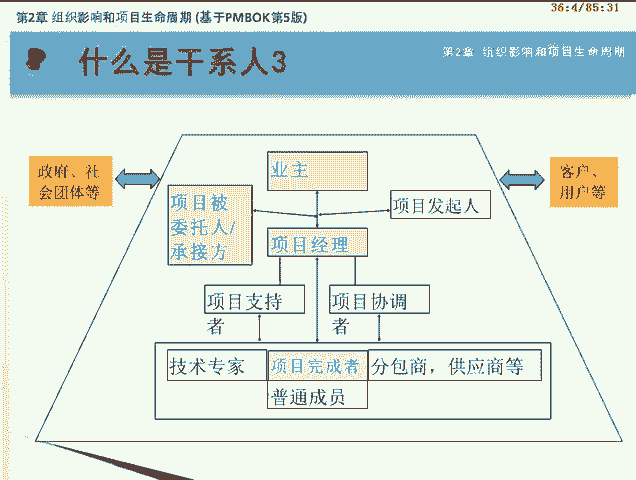 36:4/85:31
第2章 组织影响和项目生命周期 (基于PMBOK第5版)
第2章 组织影响和项目生命周期
什么是干系人3
政府、社
会团体等
业主
客户、
用户等
项目被
委托人/
承接方
项目发起人
项目经理
项目支持
者
项目协调
者
技术专家
项目完成者
分包商，供应商等
普通成员